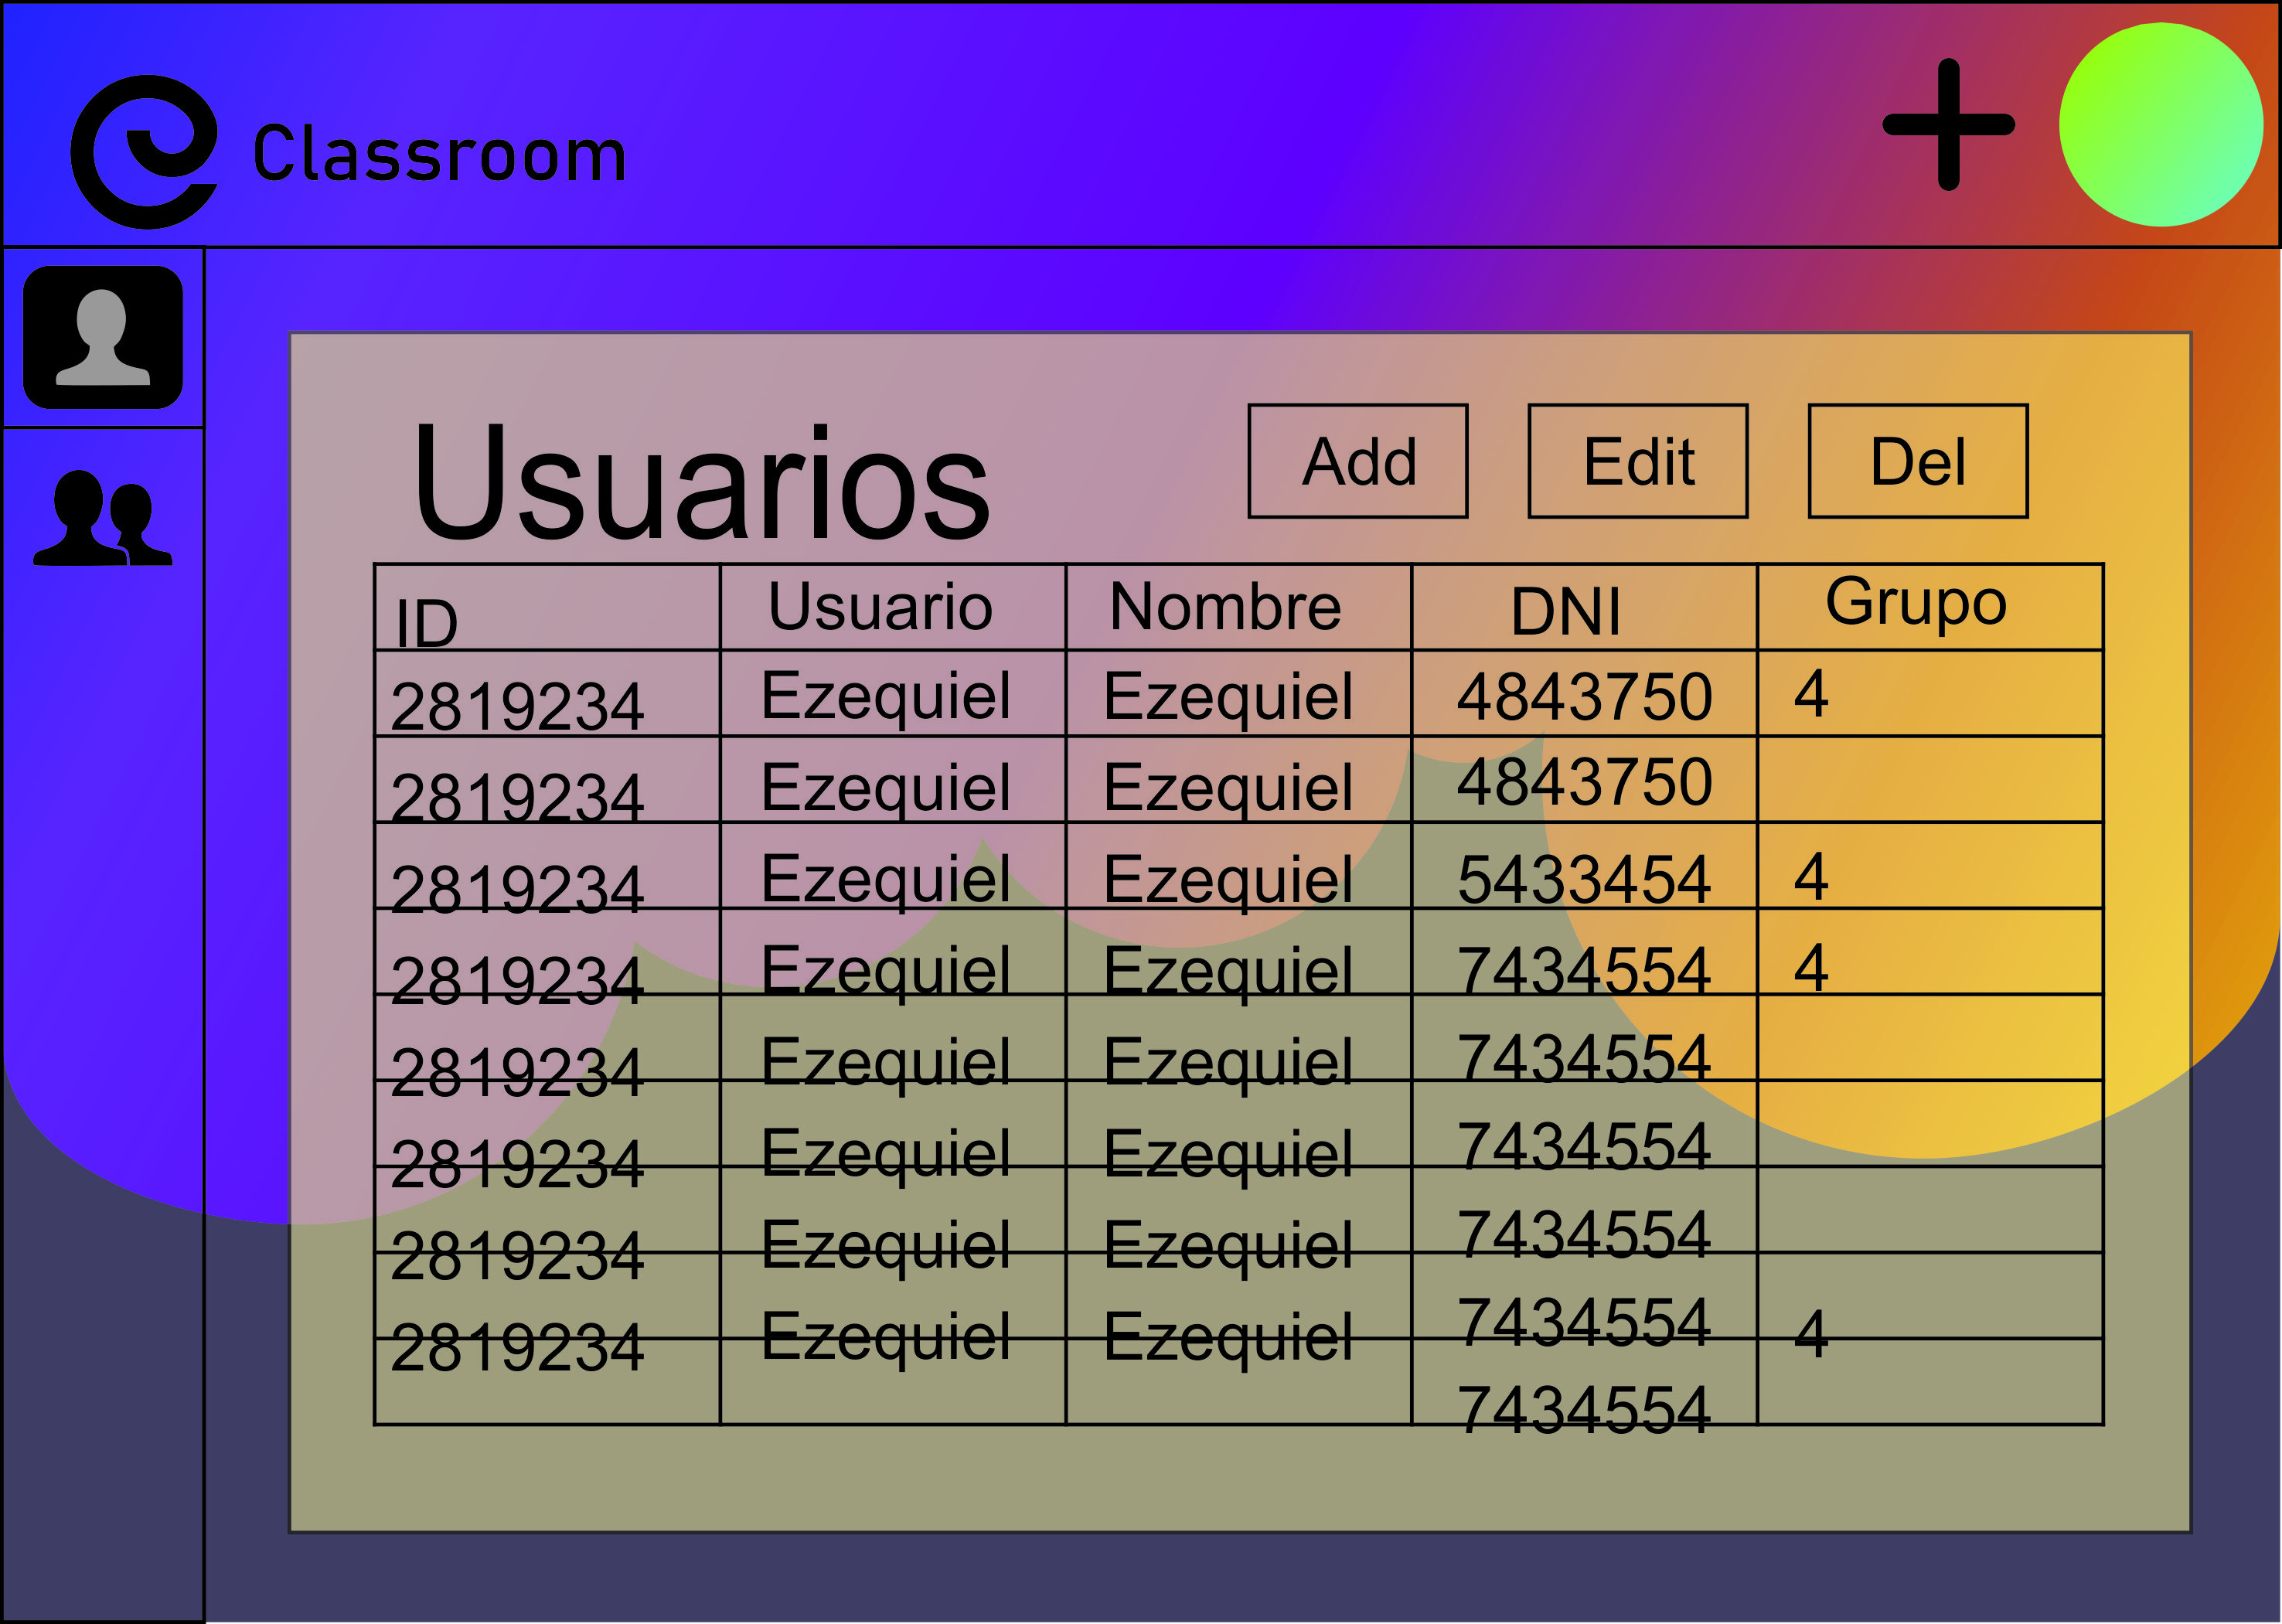 Classroom
Usuarios
Add
Edit
Del
ID Usuario Nombre DNI Grupo
2819234 Ezequiel Ezequiel 4843750 4
2819234 Ezequiel Ezequiel 4843750
2819234 Ezequiel Ezequiel 5433454 4
2819234 Ezequiel Ezequiel 7434554 4
2819234 Ezequiel Ezequiel 7434554
2819234 Ezequiel Ezequiel 7434554
2819234 Ezequiel Ezequiel 7434554
2819234 Ezequiel Ezequiel 7434554 4
7434554